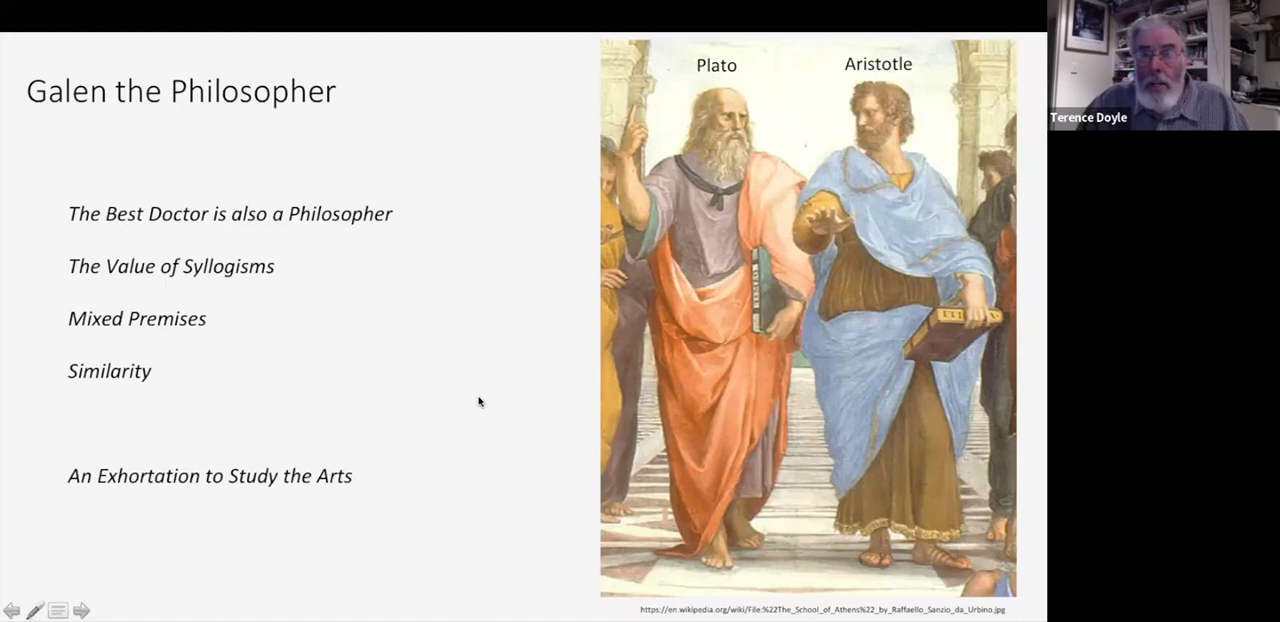 Galen the Philosopher
The Best Doctor is also a Philosopher
The Value of Syllogisms
Mixed Premises
Similarity
An Exhortation to Study the Arts
Plato
Aristotle
https://en.wikipedia.org/wiki/File:%22The_School_of_Athens%22_by_Raffaello_Sanzio_da_Urbino.jpg
Terence Doyle